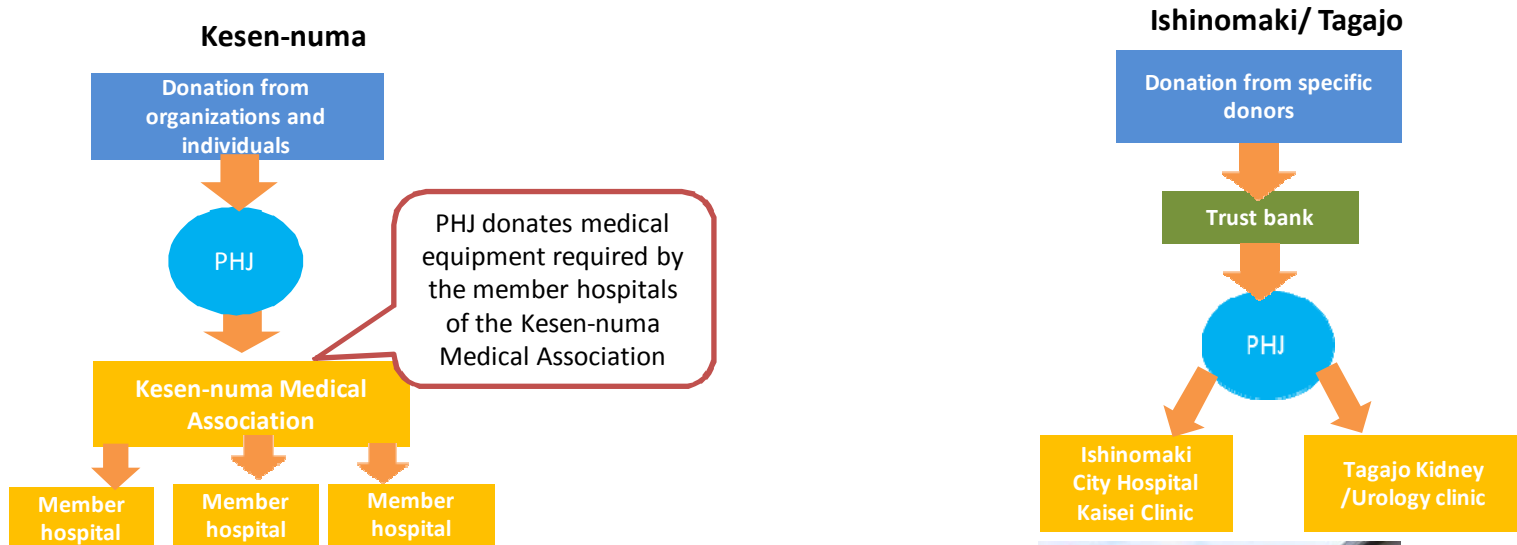 Kesen-numa
Donation from
organizations and
individuals
PHJ
PHJ donates medical
equipment required by
the member hospitals
of the Kesen-numa
Medical Association
Kesen-numa Medical
Association
Member
hospital
Member
hospital
Member
hospital
Ishinomaki/ Tagajo
Donation from specific
donors
Trust bank
PHJ
Ishinomaki
City Hospital
Kaisei Clinic
Tagajo Kidney
/Urology clinic